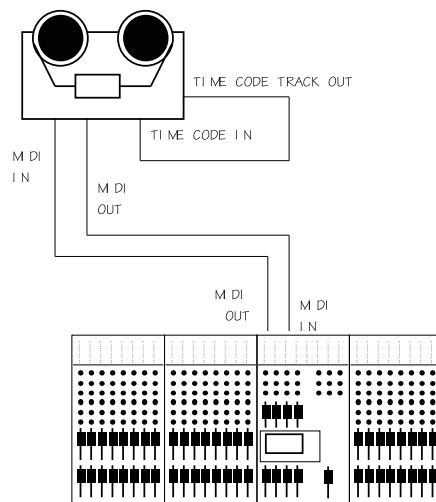 TIME CODE TRACK OUT
TIME CODE IN
MIDI
IN
MIDI
OUT
MIDI
OUT
MIDI
IN